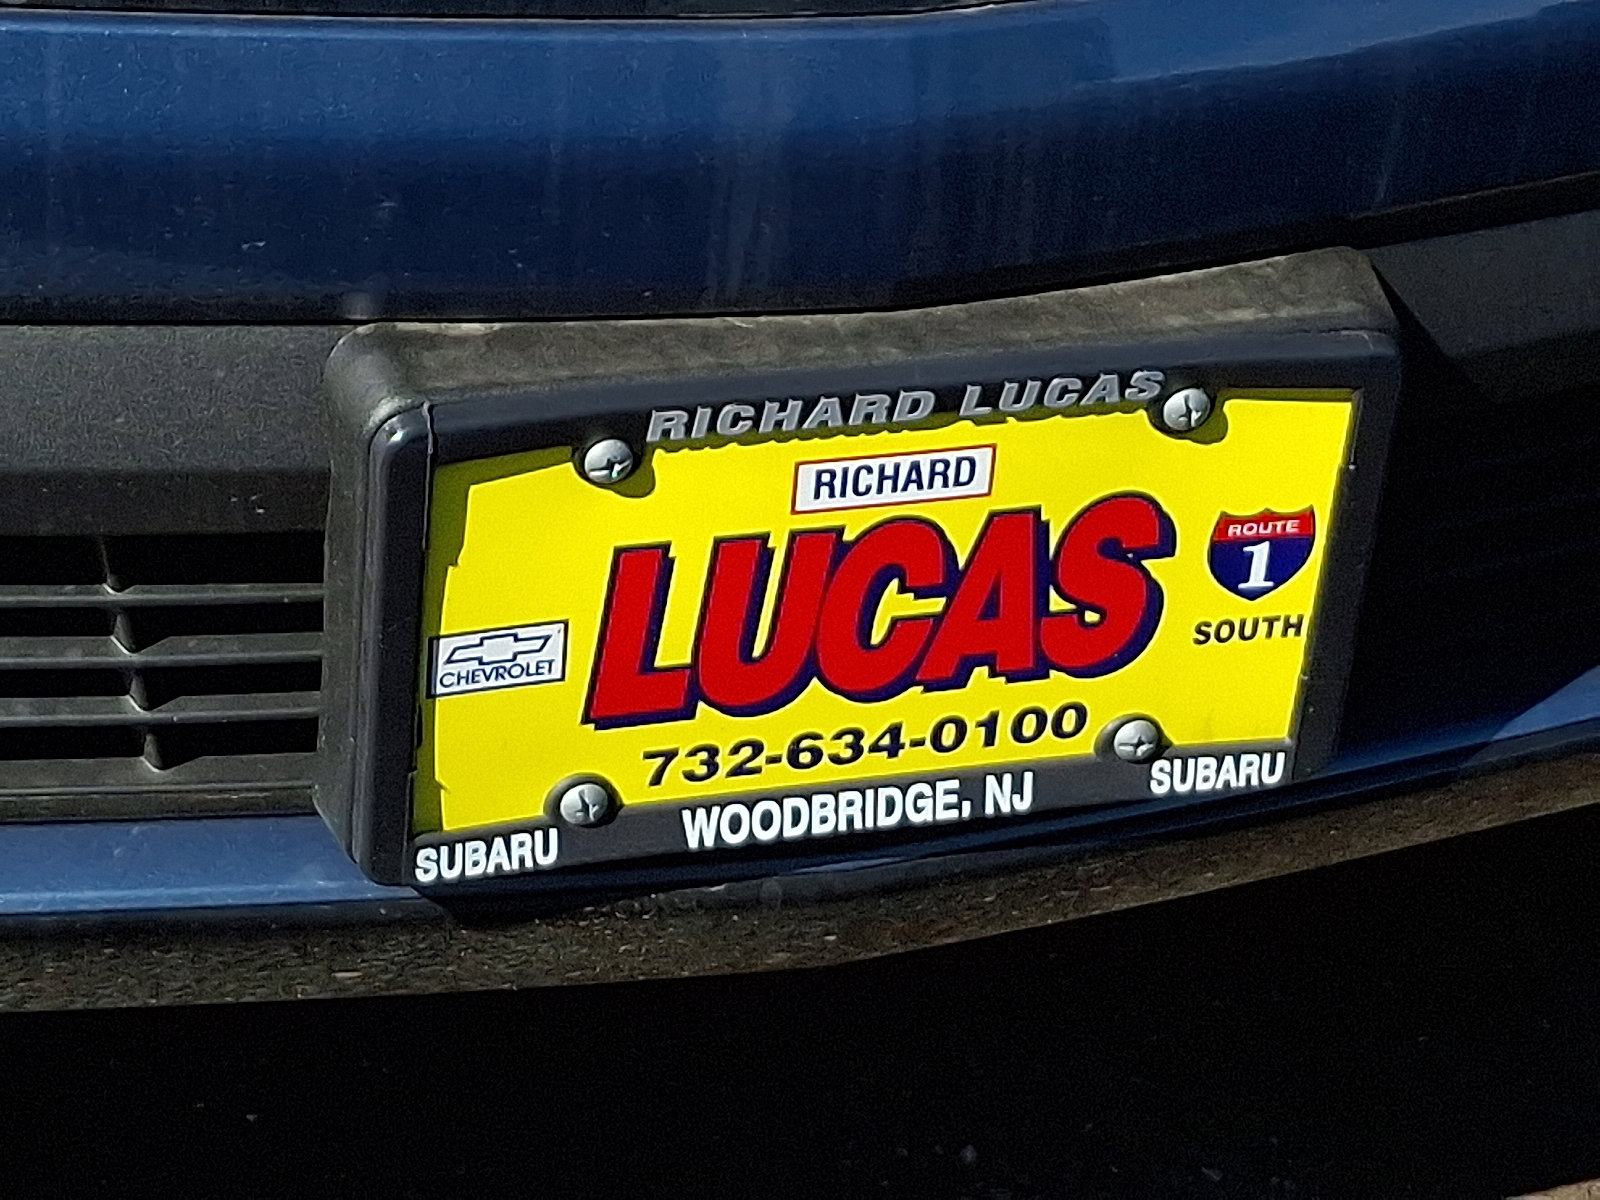 RICHARD LUCAS
RICHARD
LUCAS
ROUTE
1
SOUTH
CHEVROLET
732-634-0100
SUBARU WOODBRIDGE, NJ SUBARU